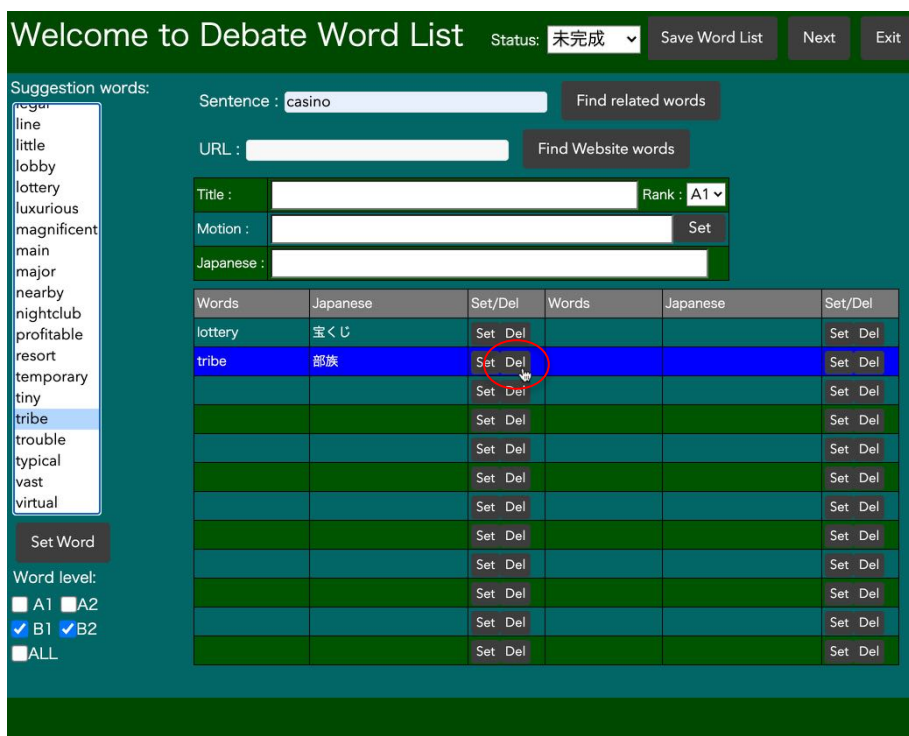 Welcome to Debate Word List Status: 未完成 Save Word List Next Exit
Suggestion words:
legal
line
little
lobby
lottery
luxurious
magnificent
main
major
nearby
nightclub
profitable
resort
temporary
tiny
tribe
trouble
typical
vast
virtual
Set Word
Word level:
A1 A2
B1 B2
ALL
Sentence : casino Find related words
URL : Find Website words
Title : Rank : A1
Motion : Set
Japanese :
Words Japanese Set/Del Words Japanese Set/Del
lottery 宝くじ Set Del Set Del
tribe 部族 Set Del Set Del
Set Del Set Del
Set Del Set Del
Set Del Set Del
Set Del Set Del
Set Del Set Del
Set Del Set Del
Set Del Set Del
Set Del Set Del
Set Del Set Del
Set Del Set Del